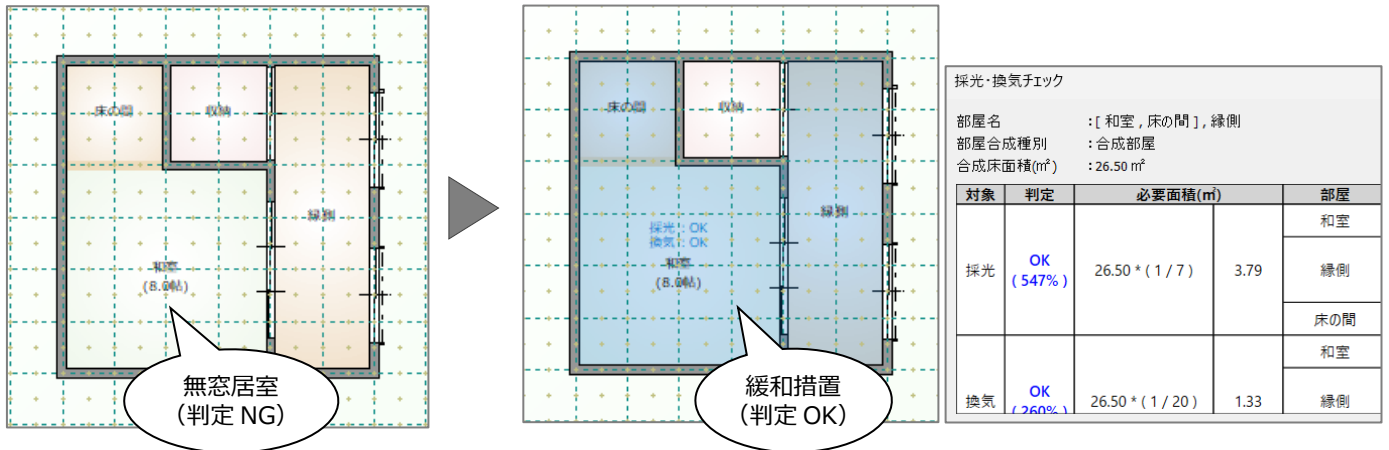 床の間
収納
縁側
和室
(8.0帖)
無窓居室
（判定 NG）
床の間
収納
縁側
採光 : OK
換気 : OK
和室
(8.0帖)
緩和措置
（判定 OK）
採光・換気チェック
部屋名 : [ 和室 , 床の間 ] , 縁側
部屋合成種別 : 合成部屋
合成床面積(㎡) : 26.50 ㎡
対象 判定 必要面積(㎡) 部屋
採光 OK ( 547% ) 26.50 * ( 1 / 7 ) 3.79 和室
縁側
床の間
換気 OK ( 260% ) 26.50 * ( 1 / 20 ) 1.33 和室
縁側